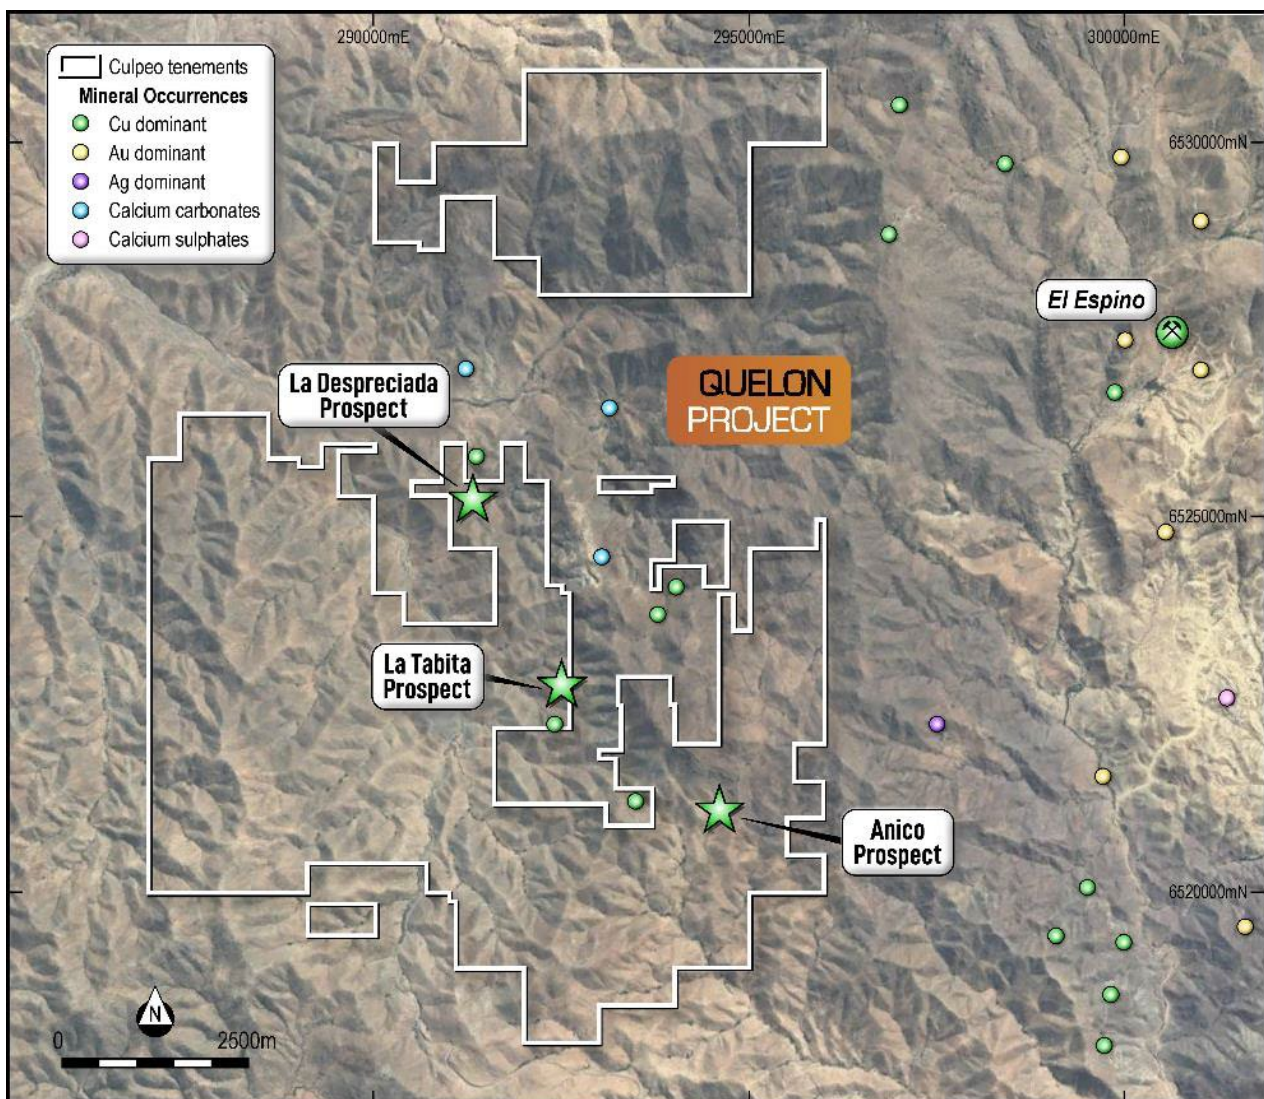 290000mE
295000mE
300000mE
Culpeo tenements
Mineral Occurrences
Cu dominant
Au dominant
Ag dominant
Calcium carbonates
Calcium sulphates
6530000mN
El Espino
La Despreciada
Prospect
QUELON
PROJECT
6525000mN
La Tabita
Prospect
Anico
Prospect
6520000mN
N
0 2500m